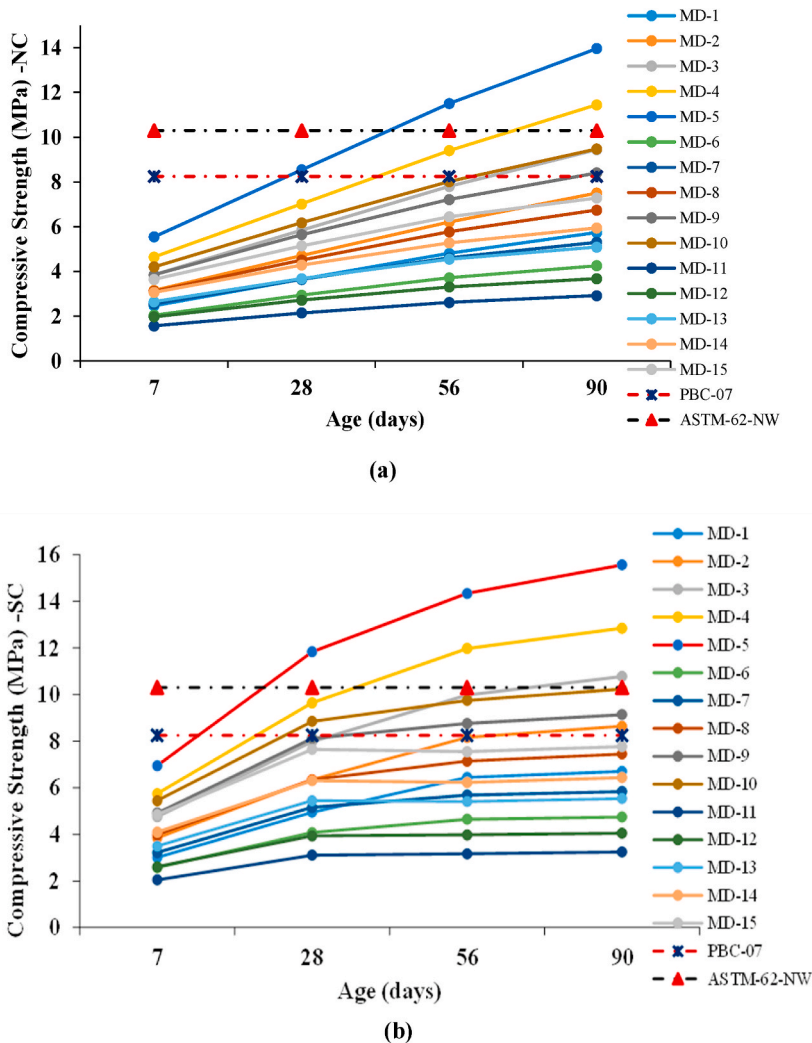 Compressive Strength (MPa) -NC
14
12
10
8
6
4
2
0
7 28 56 90
Age (days)
MD-1
MD-2
MD-3
MD-4
MD-5
MD-6
MD-7
MD-8
MD-9
MD-10
MD-11
MD-12
MD-13
MD-14
MD-15
PBC-07
ASTM-62-NW
(a)
Compressive Strength (MPa) -SC
16
14
12
10
8
6
4
2
0
7 28 56 90
Age (days)
MD-1
MD-2
MD-3
MD-4
MD-5
MD-6
MD-7
MD-8
MD-9
MD-10
MD-11
MD-12
MD-13
MD-14
MD-15
PBC-07
ASTM-62-NW
(b)